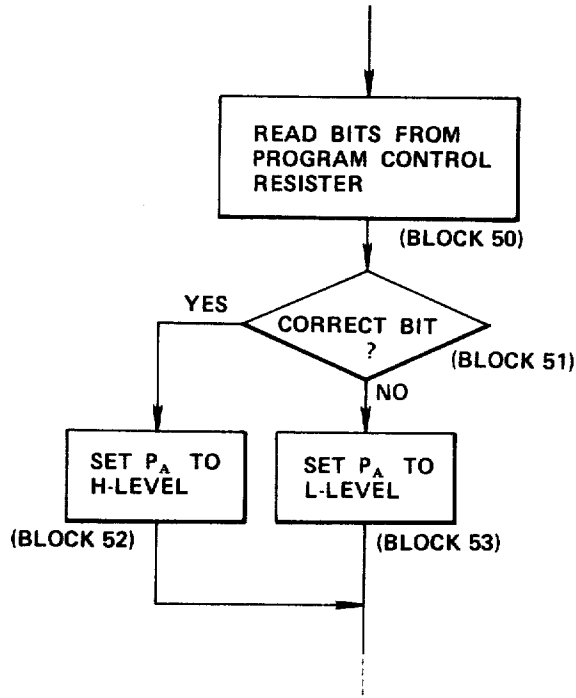 READ BITS FROM
PROGRAM CONTROL
RESISTER
(BLOCK 50)
YES
CORRECT BIT
?
(BLOCK 51)
NO
SET PA TO
H-LEVEL
(BLOCK 52)
SET PA TO
L-LEVEL
(BLOCK 53)